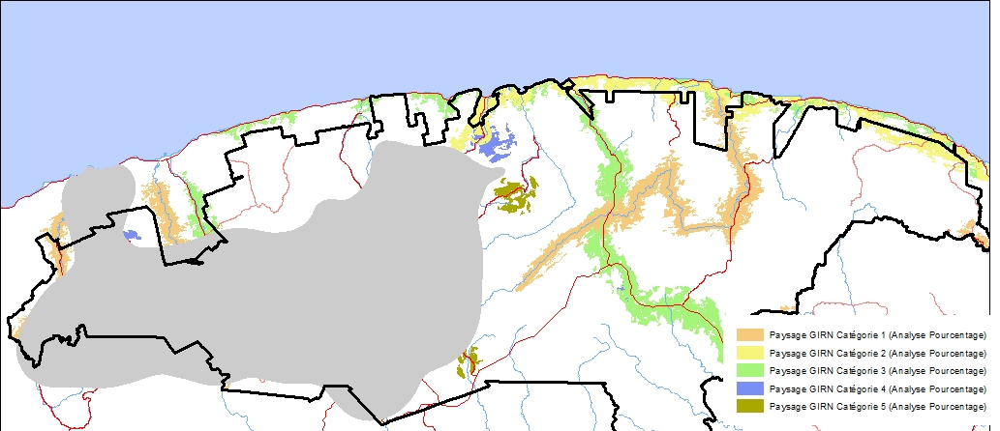 Paysage GIRN Catégorie 1 (Analyse Pourcentage)
Paysage GIRN Catégorie 2 (Analyse Pourcentage)
Paysage GIRN Catégorie 3 (Analyse Pourcentage)
Paysage GIRN Catégorie 4 (Analyse Pourcentage)
Paysage GIRN Catégorie 5 (Analyse Pourcentage)